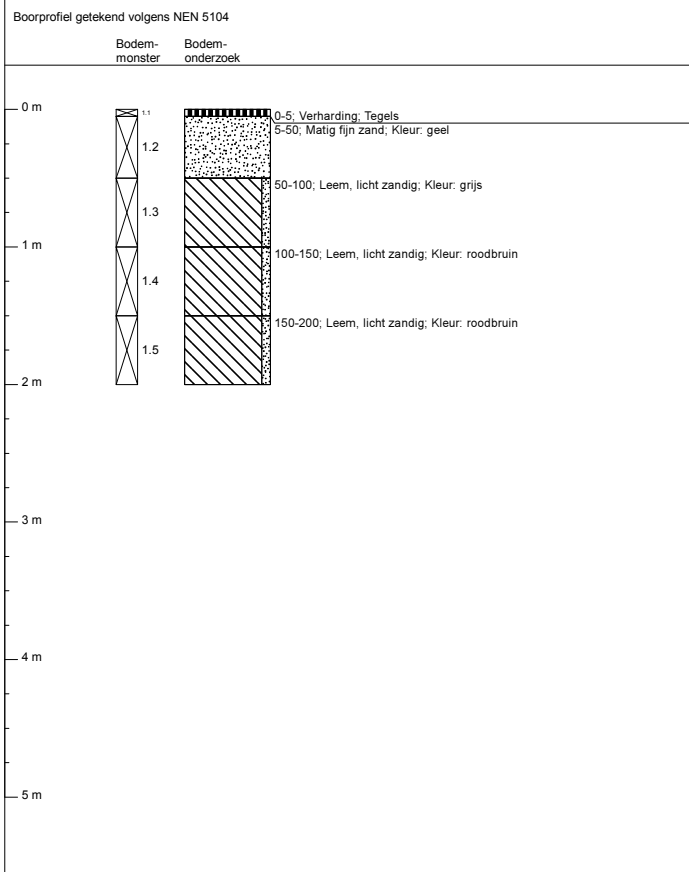 Boorprofiel getekend volgens NEN 5104
Bodem-
monster
Bodem-
onderzoek
0 m
1.1
0-5; Verharding; Tegels
5-50; Matig fijn zand; Kleur: geel
1.2
50-100; Leem, licht zandig; Kleur: grijs
1.3
1 m
100-150; Leem, licht zandig; Kleur: roodbruin
1.4
150-200; Leem, licht zandig; Kleur: roodbruin
1.5
2 m
3 m
4 m
5 m